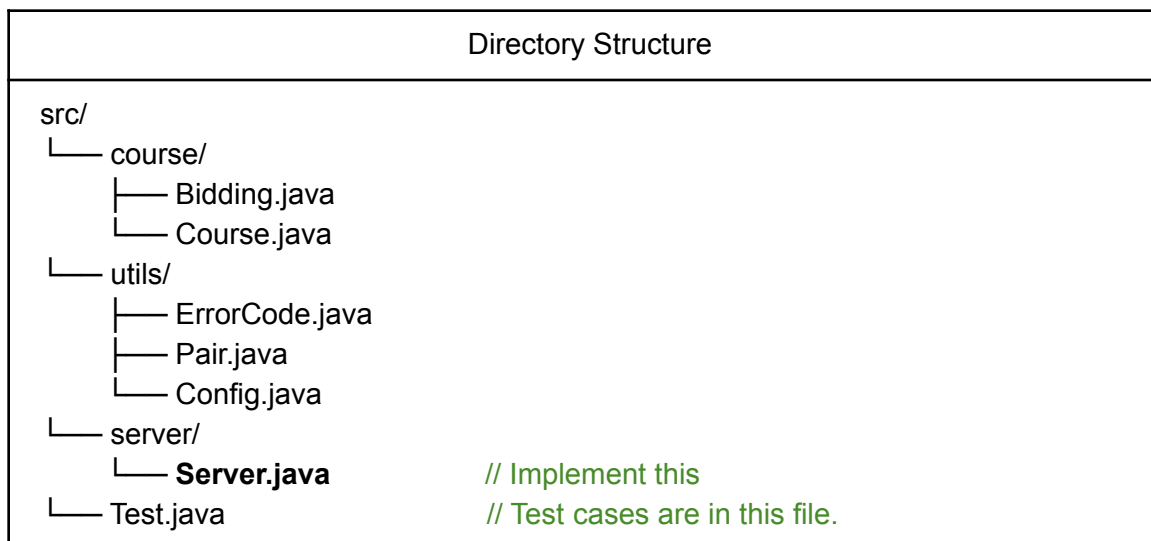 Directory Structure
src/
└── course/
├── Bidding.java
└── Course.java
└── utils/
├── ErrorCode.java
├── Pair.java
└── Config.java
└── server/
└── Server.java // Implement this
└── Test.java // Test cases are in this file.